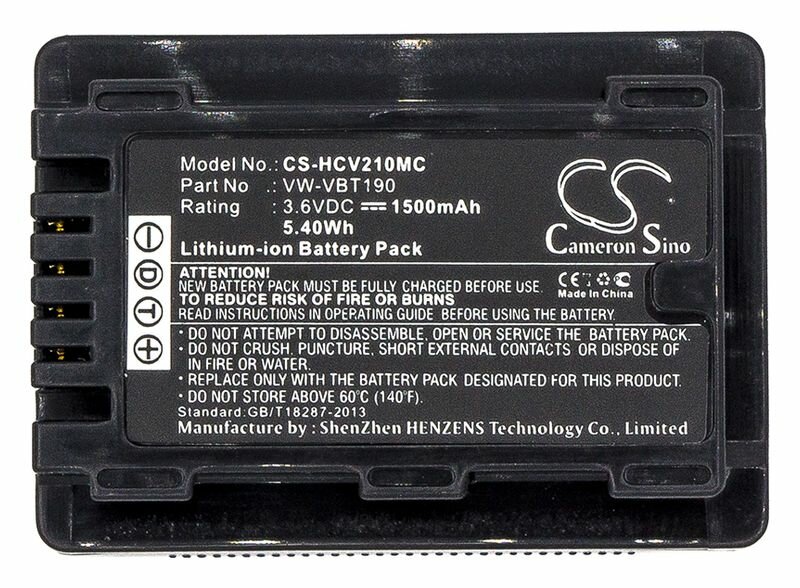 Model No.: CS-HCV210MC
Part No .: VW-VBT190
Rating : 3.6VDC ⎓ 1500mAh
5.40Wh
Lithium-ion Battery Pack
Cameron Sino
CE
Made In China
− D T +
ATTENTION!
NEW BATTERY PACK MUST BE FULLY CHARGED BEFORE USE.
TO REDUCE RISK OF FIRE OR BURNS
READ INSTRUCTIONS IN OPERATING GUIDE BEFORE USING THE BATTERY.
• DO NOT ATTEMPT TO DISASSEMBLE, OPEN OR SERVICE THE BATTERY PACK.
• DO NOT CRUSH, PUNCTURE, SHORT EXTERNAL CONTACTS OR DISPOSE OF
IN FIRE OR WATER.
• REPLACE ONLY WITH THE BATTERY PACK DESIGNATED FOR THIS PRODUCT.
• DO NOT STORE ABOVE 60°C (140°F).
Standard:GB/T18287-2013
Manufacture by : ShenZhen HENZENS Technology Co., Limited